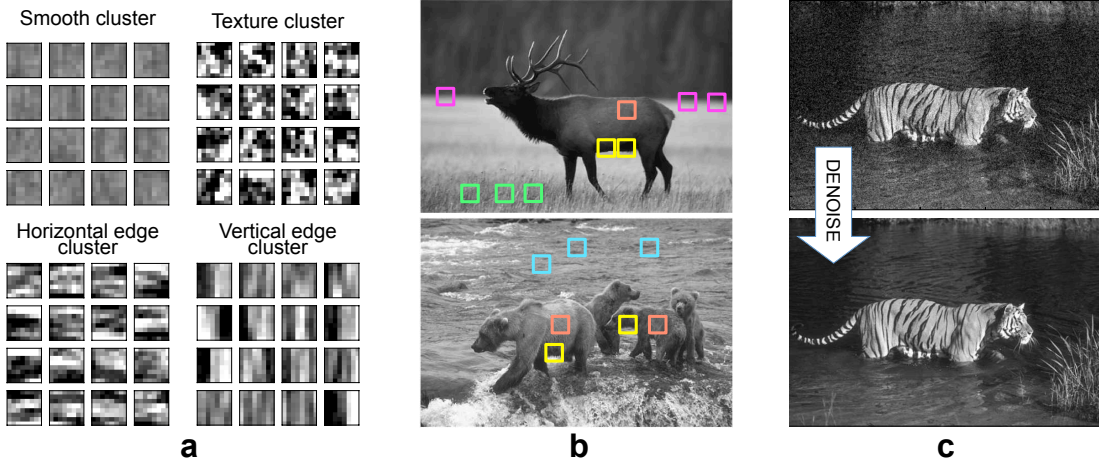 Smooth cluster
Texture cluster
Horizontal edge
cluster
Vertical edge
cluster
DENOISE
a
b
c